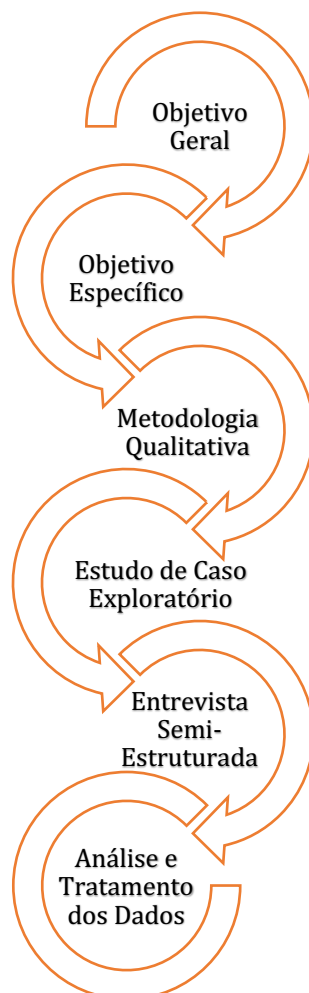 Objetivo
Geral
Objetivo
Específico
Metodologia
Qualitativa
Estudo de Caso
Exploratório
Entrevista
Semi-
Estruturada
Análise e
Tratamento
dos Dados